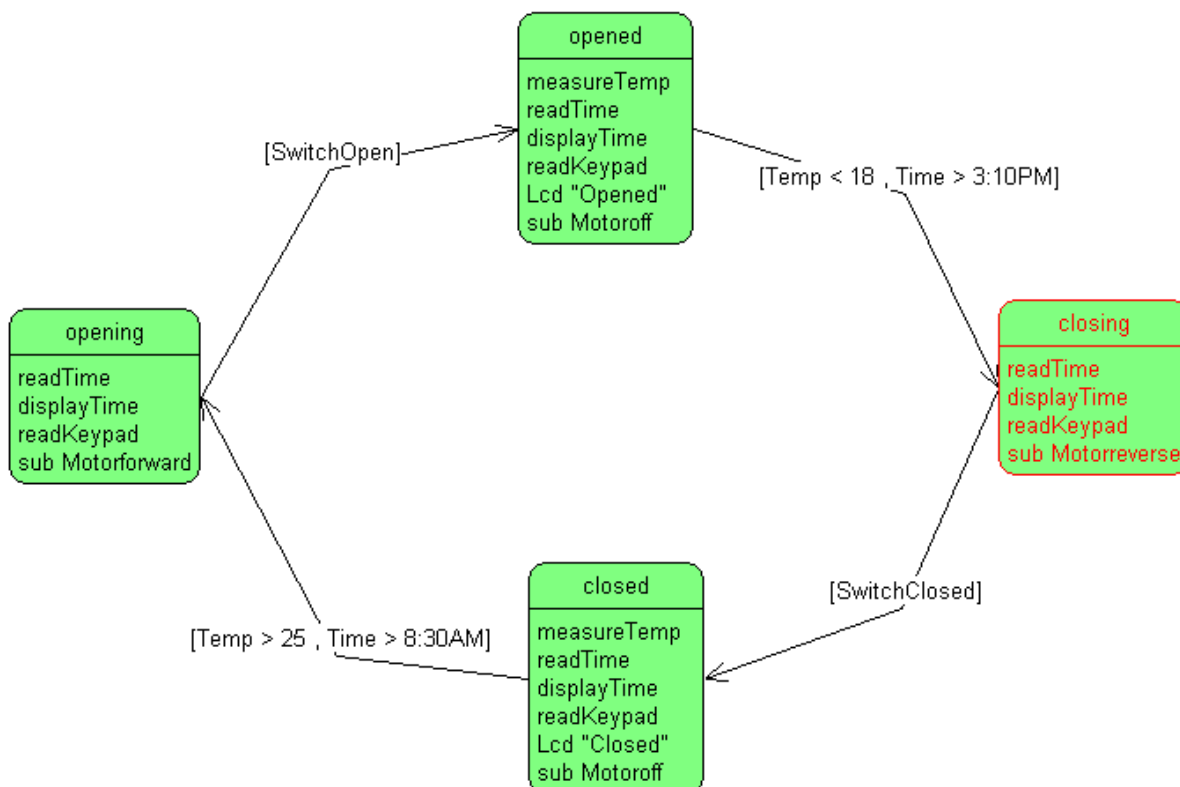 opened
measureTemp
readTime
displayTime
readKeypad
Lcd "Opened"
sub Motoroff
[SwitchOpen]
[Temp < 18 , Time > 3:10PM]
opening
readTime
displayTime
readKeypad
sub Motorforward
closing
readTime
displayTime
readKeypad
sub Motorreverse
[SwitchClosed]
[Temp > 25 , Time > 8:30AM]
closed
measureTemp
readTime
displayTime
readKeypad
Lcd "Closed"
sub Motoroff